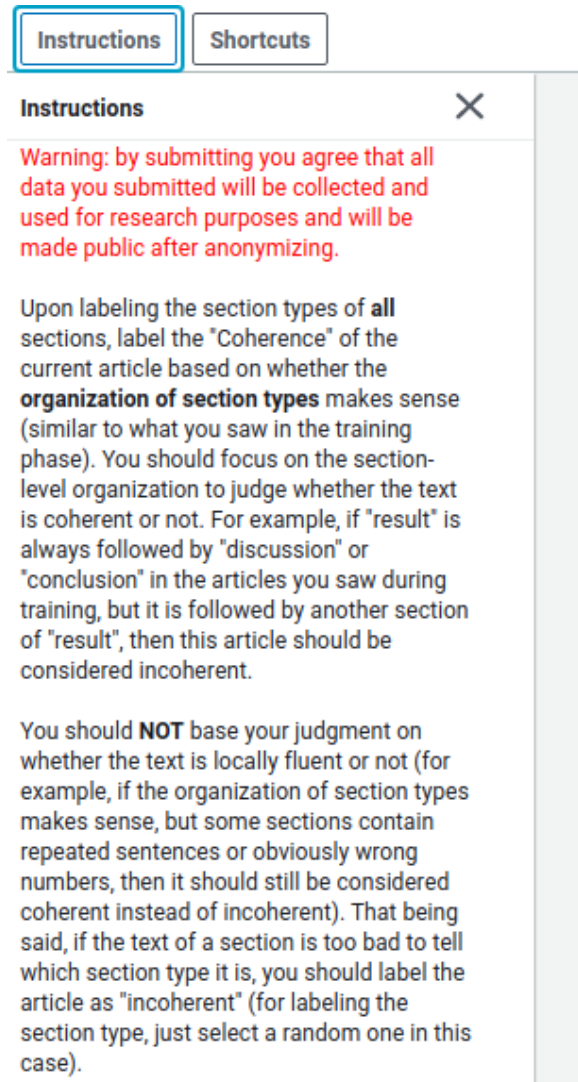 Instructions Shortcuts
Instructions
Warning: by submitting you agree that all
data you submitted will be collected and
used for research purposes and will be
made public after anonymizing.
Upon labeling the section types of all
sections, label the "Coherence" of the
current article based on whether the
organization of section types makes sense
(similar to what you saw in the training
phase). You should focus on the section-
level organization to judge whether the text
is coherent or not. For example, if "result" is
always followed by "discussion" or
"conclusion" in the articles you saw during
training, but it is followed by another section
of "result", then this article should be
considered incoherent.
You should NOT base your judgment on
whether the text is locally fluent or not (for
example, if the organization of section types
makes sense, but some sections contain
repeated sentences or obviously wrong
numbers, then it should still be considered
coherent instead of incoherent). That being
said, if the text of a section is too bad to tell
which section type it is, you should label the
article as "incoherent" (for labeling the
section type, just select a random one in this
case).